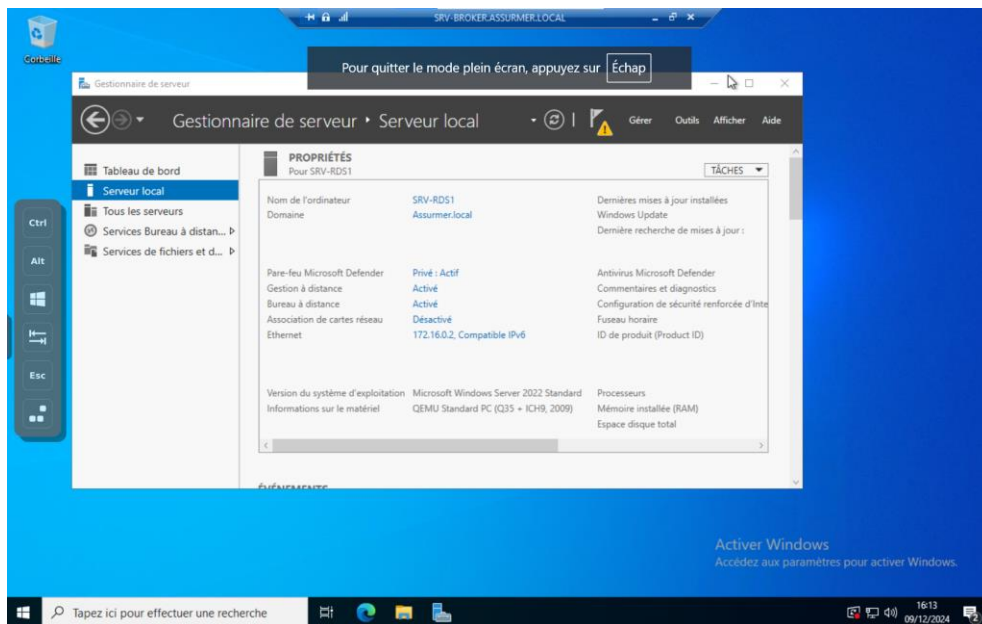 SRV-BROKER.ASSURMER.LOCAL
Corbeille
Pour quitter le mode plein écran, appuyez sur Échap
Gestionnaire de serveur
Gestionnaire de serveur ‣ Serveur local
Gérer Outils Afficher Aide
Tableau de bord
Serveur local
Tous les serveurs
Services Bureau à distan...
Services de fichiers et d...
PROPRIÉTÉS
Pour SRV-RDS1
TÂCHES
Nom de l'ordinateur SRV-RDS1 Dernières mises à jour installées
Domaine Assurmer.local Windows Update
Dernière recherche de mises à jour :
Pare-feu Microsoft Defender Privé : Actif Antivirus Microsoft Defender
Gestion à distance Activé Commentaires et diagnostics
Bureau à distance Activé Configuration de sécurité renforcée d'Inte
Association de cartes réseau Désactivé Fuseau horaire
Ethernet 172.16.0.2, Compatible IPv6 ID de produit (Product ID)
Version du système d'exploitation Microsoft Windows Server 2022 Standard Processeurs
Informations sur le matériel QEMU Standard PC (Q35 + ICH9, 2009) Mémoire installée (RAM)
Espace disque total
ÉVÉNEMENTS
Ctrl
Alt
Esc
Activer Windows
Accédez aux paramètres pour activer Windows.
Tapez ici pour effectuer une recherche
16:13
09/12/2024
2